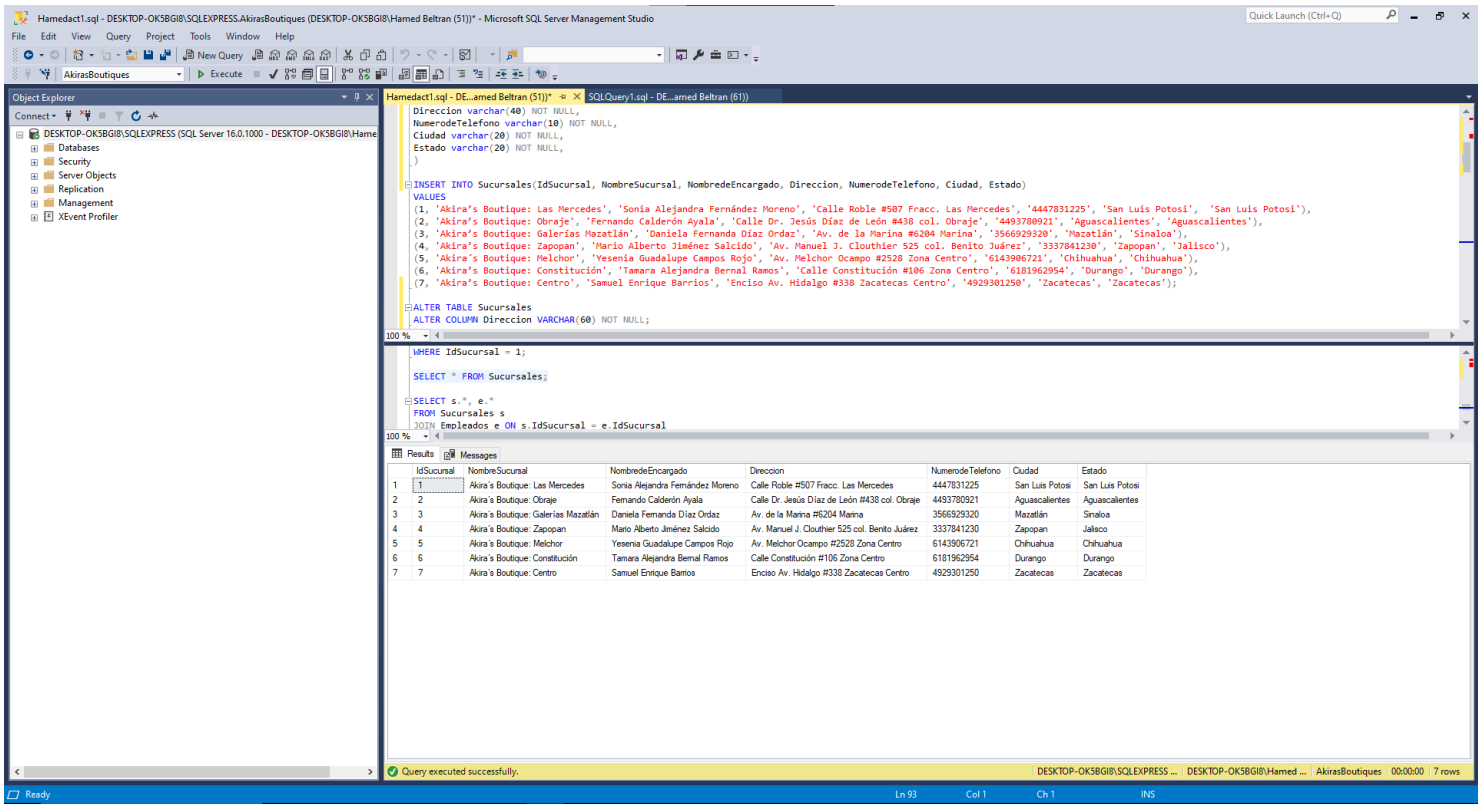 Hamedact1.sql - DESKTOP-OK5BGI8\SQLEXPRESS.AkirasBoutiques (DESKTOP-OK5BGI8\Hamed Beltran (51))* - Microsoft SQL Server Management Studio
Quick Launch (Ctrl+Q)
File Edit View Query Project Tools Window Help
New Query
AkirasBoutiques Execute
Object Explorer
Connect
DESKTOP-OK5BGI8\SQLEXPRESS (SQL Server 16.0.1000 - DESKTOP-OK5BGI8\Hame
Databases
Security
Server Objects
Replication
Management
XEvent Profiler
Hamedact1.sql - DE...amed Beltran (51))* SQLQuery1.sql - DE...amed Beltran (61))
Direccion varchar(40) NOT NULL,
NumerodeTelefono varchar(10) NOT NULL,
Ciudad varchar(20) NOT NULL,
Estado varchar(20) NOT NULL,
)
INSERT INTO Sucursales(IdSucursal, NombreSucursal, NombredeEncargado, Direccion, NumerodeTelefono, Ciudad, Estado)
VALUES
(1, 'Akira's Boutique: Las Mercedes', 'Sonia Alejandra Fernández Moreno', 'Calle Roble #507 Fracc. Las Mercedes', '4447831225', 'San Luis Potosi', 'San Luis Potosi'),
(2, 'Akira's Boutique: Obraje', 'Fernando Calderón Ayala', 'Calle Dr. Jesús Díaz de León #438 col. Obraje', '4493780921', 'Aguascalientes', 'Aguascalientes'),
(3, 'Akira's Boutique: Galerías Mazatlán', 'Daniela Fernanda Díaz Ordaz', 'Av. de la Marina #6204 Marina', '3566929320', 'Mazatlán', 'Sinaloa'),
(4, 'Akira's Boutique: Zapopan', 'Mario Alberto Jiménez Salcido', 'Av. Manuel J. Clouthier 525 col. Benito Juárez', '3337841230', 'Zapopan', 'Jalisco'),
(5, 'Akira´s Boutique: Melchor', 'Yesenia Guadalupe Campos Rojo', 'Av. Melchor Ocampo #2528 Zona Centro', '6143906721', 'Chihuahua', 'Chihuahua'),
(6, 'Akira's Boutique: Constitución', 'Tamara Alejandra Bernal Ramos', 'Calle Constitución #106 Zona Centro', '6181962954', 'Durango', 'Durango'),
(7, 'Akira's Boutique: Centro', 'Samuel Enrique Barrios', 'Enciso Av. Hidalgo #338 Zacatecas Centro', '4929301250', 'Zacatecas', 'Zacatecas');
ALTER TABLE Sucursales
ALTER COLUMN Direccion VARCHAR(60) NOT NULL;
100 %
WHERE IdSucursal = 1;
SELECT * FROM Sucursales;
SELECT s.*, e.*
FROM Sucursales s
JOIN Empleados e ON s.IdSucursal = e.IdSucursal
100 %
Results Messages
IdSucursal NombreSucursal NombredeEncargado Direccion NumerodeTelefono Ciudad Estado
1 1 Akira´s Boutique: Las Mercedes Sonia Alejandra Fernández Moreno Calle Roble #507 Fracc. Las Mercedes 4447831225 San Luis Potosi San Luis Potosi
2 2 Akira´s Boutique: Obraje Fernando Calderón Ayala Calle Dr. Jesús Díaz de León #438 col. Obraje 4493780921 Aguascalientes Aguascalientes
3 3 Akira´s Boutique: Galerías Mazatlán Daniela Fernanda Díaz Ordaz Av. de la Marina #6204 Marina 3566929320 Mazatlán Sinaloa
4 4 Akira´s Boutique: Zapopan Mario Alberto Jiménez Salcido Av. Manuel J. Clouthier 525 col. Benito Juárez 3337841230 Zapopan Jalisco
5 5 Akira´s Boutique: Melchor Yesenia Guadalupe Campos Rojo Av. Melchor Ocampo #2528 Zona Centro 6143906721 Chihuahua Chihuahua
6 6 Akira´s Boutique: Constitución Tamara Alejandra Bernal Ramos Calle Constitución #106 Zona Centro 6181962954 Durango Durango
7 7 Akira´s Boutique: Centro Samuel Enrique Barrios Enciso Av. Hidalgo #338 Zacatecas Centro 4929301250 Zacatecas Zacatecas
Query executed successfully. DESKTOP-OK5BGI8\SQLEXPRESS ... DESKTOP-OK5BGI8\Hamed ... AkirasBoutiques 00:00:00 7 rows
Ready Ln 93 Col 1 Ch 1 INS